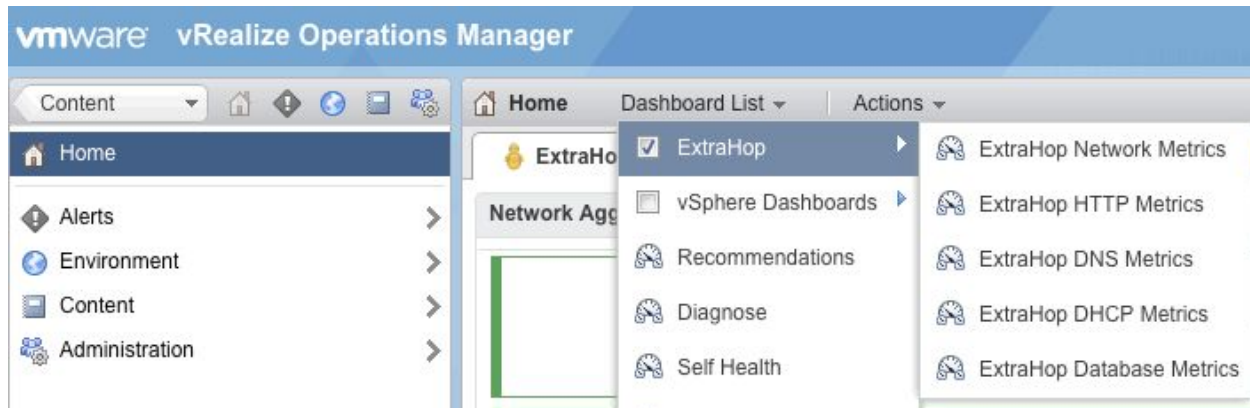 vmware vRealize Operations Manager
Content
Home Dashboard List Actions
Home
Alerts
Environment
Content
Administration
ExtraHo
Network Agg
ExtraHop
vSphere Dashboards
Recommendations
Diagnose
Self Health
ExtraHop Network Metrics
ExtraHop HTTP Metrics
ExtraHop DNS Metrics
ExtraHop DHCP Metrics
ExtraHop Database Metrics